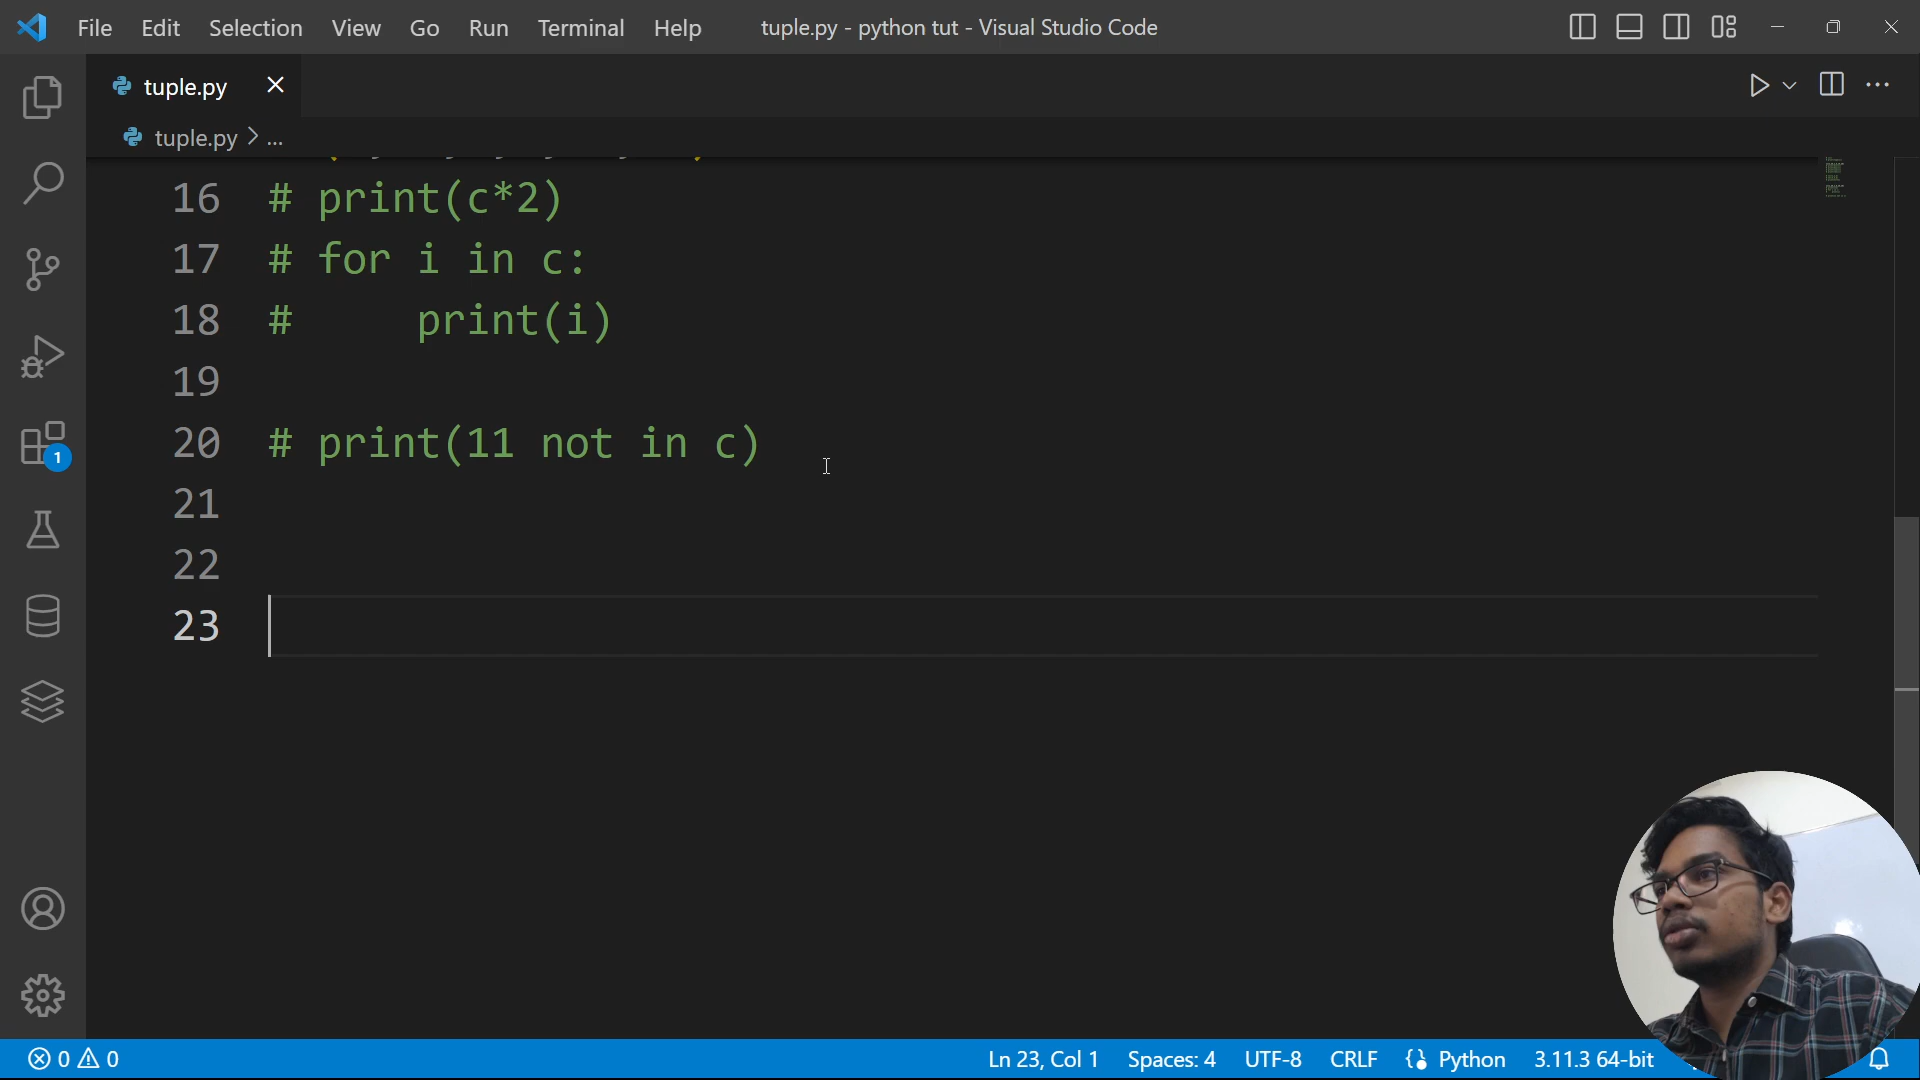 File Edit Selection View Go Run Terminal Help tuple.py - python tut - Visual Studio Code
tuple.py
tuple.py > ...
16 # print(c*2)
17 # for i in c:
18 #     print(i)
19
20 # print(11 not in c)
21
22
23
1
0 0 Ln 23, Col 1 Spaces: 4 UTF-8 CRLF Python 3.11.3 64-bit